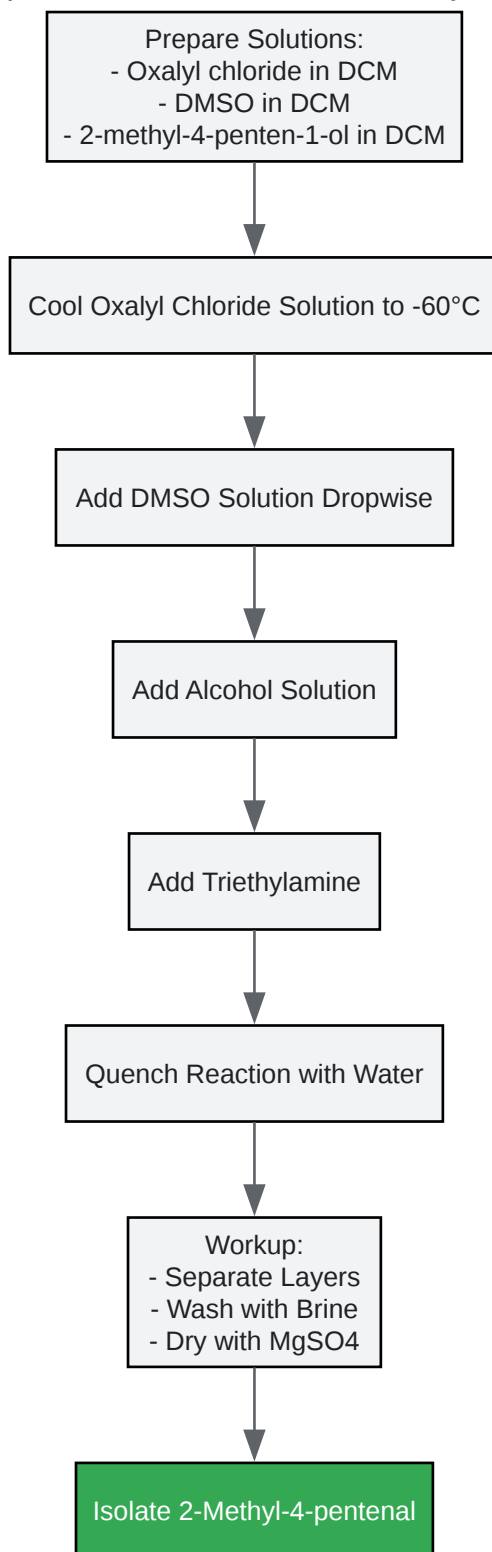 Prepare Solutions:
- Oxalyl chloride in DCM
- DMSO in DCM
- 2-methyl-4-penten-1-ol in DCM
Cool Oxalyl Chloride Solution to -60°C
Add DMSO Solution Dropwise
Add Alcohol Solution
Add Triethylamine
Quench Reaction with Water
Workup:
- Separate Layers
- Wash with Brine
- Dry with MgSO4
Isolate 2-Methyl-4-pentenal